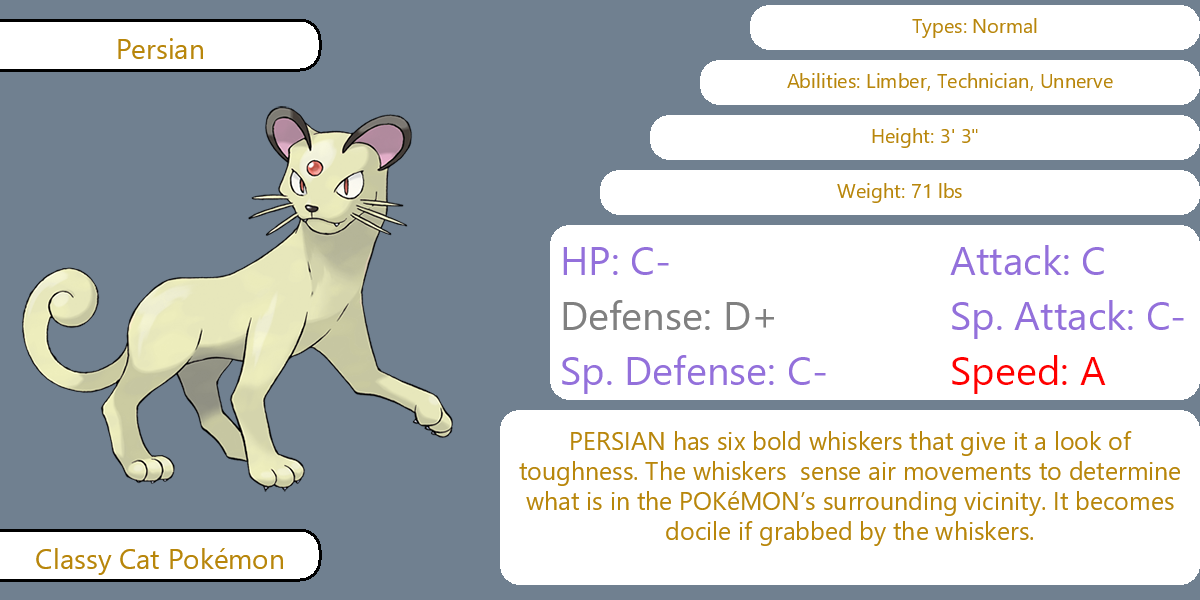 Persian
Types: Normal
Abilities: Limber, Technician, Unnerve
Height: 3' 3"
Weight: 71 lbs
HP: C-
Attack: C
Defense: D+
Sp. Attack: C-
Sp. Defense: C-
Speed: A
PERSIAN has six bold whiskers that give it a look of
toughness. The whiskers  sense air movements to determine
what is in the POKéMON’s surrounding vicinity. It becomes
docile if grabbed by the whiskers.
Classy Cat Pokémon